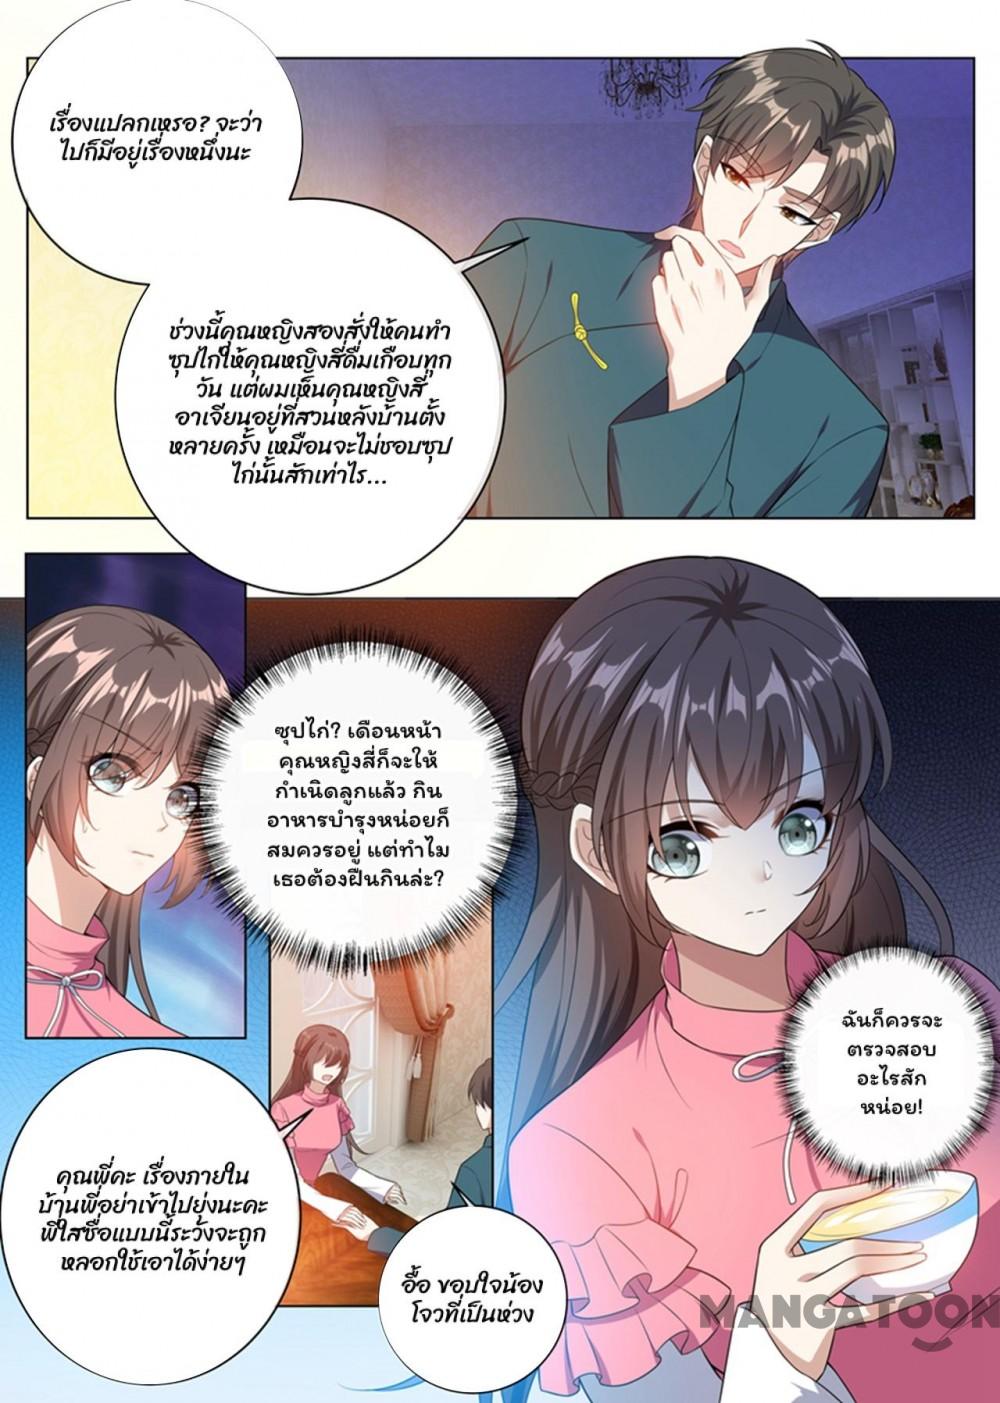 เรื่องแปลกเหรอ? จะว่า
ไปก็มีอยู่เรื่องหนึ่งนะ
ช่วงนี้คุณหญิงสองสั่งให้คนทำ
ซุปไก่ให้คุณหญิงสี่ดื่มเกือบทุก
วัน แต่ผมเห็นคุณหญิงสี่
อาเจียนอยู่ที่สวนหลังบ้านตั้ง
หลายครั้ง เหมือนจะไม่ชอบซุป
ไก่นั้นสักเท่าไร...
ซุปไก่? เดือนหน้า
คุณหญิงสี่ก็จะให้
กำเนิดลูกแล้ว กิน
อาหารบำรุงหน่อยก็
สมควรอยู่ แต่ทำไม
เธอต้องฝืนกินล่ะ?
ฉันก็ควรจะ
ตรวจสอบ
อะไรสัก
หน่อย!
คุณพี่คะ เรื่องภายใน
บ้านพี่อย่าเข้าไปยุ่งนะคะ
พี่ใสซื่อแบบนี้ระวังจะถูก
หลอกใช้เอาได้ง่ายๆ
อื้อ ขอบใจน้อง
โจวที่เป็นห่วง
MANGATOON